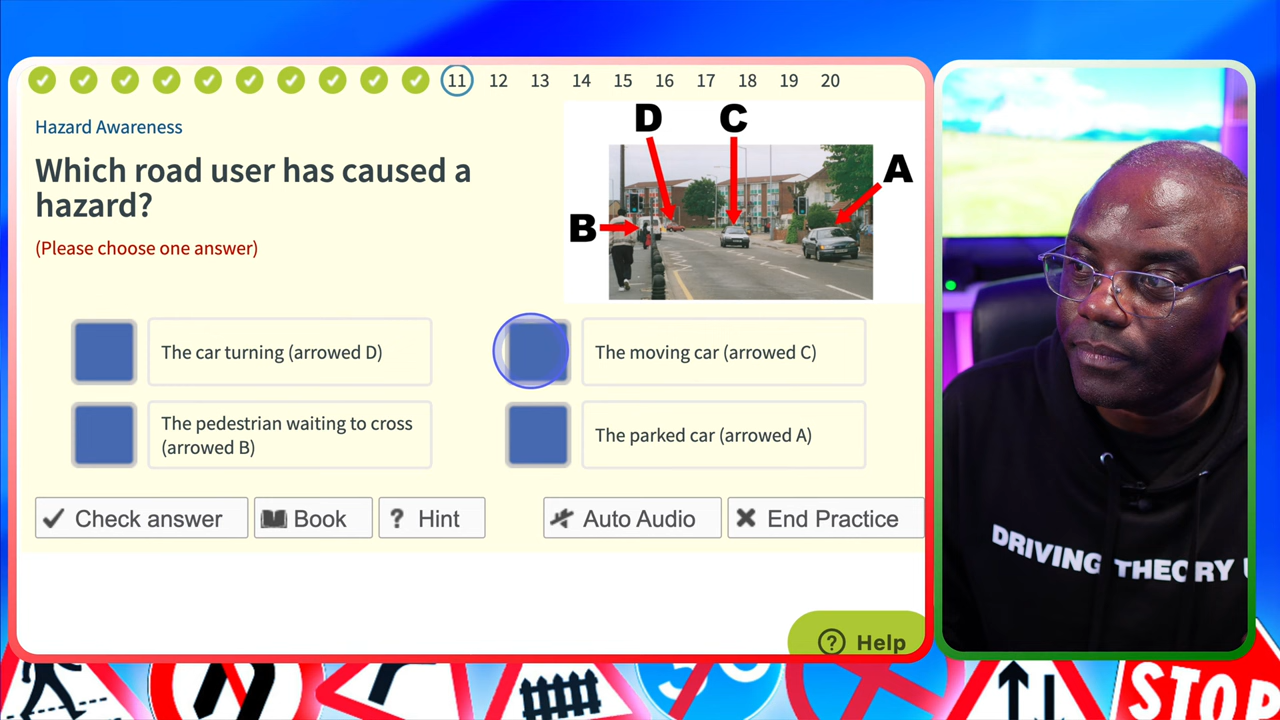 11 12 13 14 15 16 17 18 19 20
Hazard Awareness
Which road user has caused a
hazard?
(Please choose one answer)
D
C
A
B
The car turning (arrowed D)
The moving car (arrowed C)
The pedestrian waiting to cross
(arrowed B)
The parked car (arrowed A)
Check answer
Book
? Hint
Auto Audio
End Practice
? Help
DRIVING THEORY
STOP